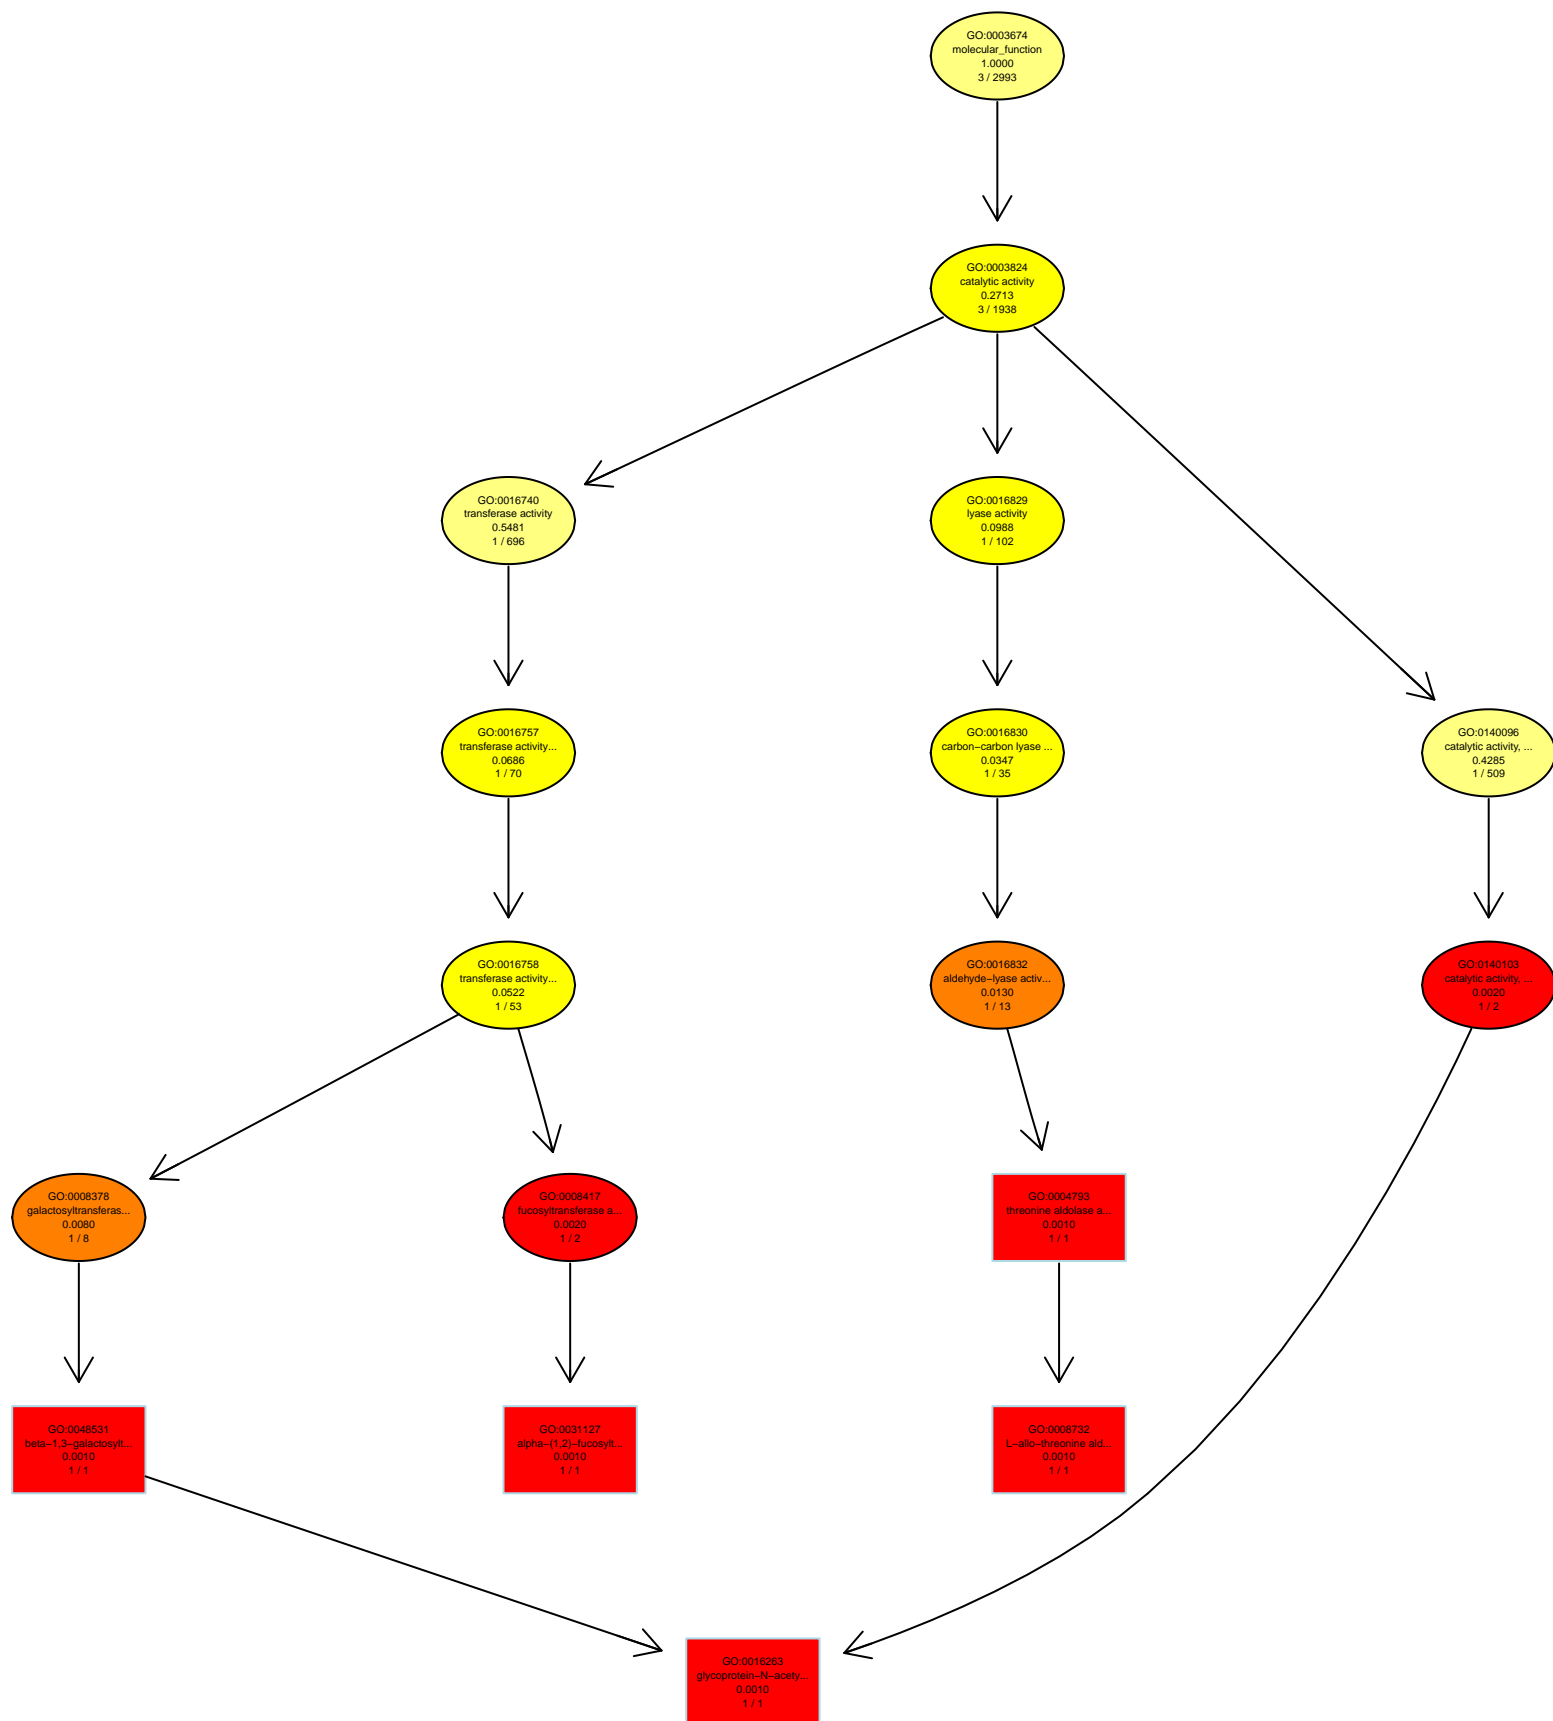 GO:0003674
molecular_function
1.0000
3 / 2993
GO:0003824
catalytic activity
0.2713
3 / 1938
GO:0016740
transferase activity
0.5481
1 / 696
GO:0016829
lyase activity
0.0988
1 / 102
GO:0016757
transferase activity...
0.0686
1 / 70
GO:0016830
carbon−carbon lyase ...
0.0347
1 / 35
GO:0140096
catalytic activity, ...
0.4285
1 / 509
GO:0016758
transferase activity...
0.0522
1 / 53
GO:0016832
aldehyde−lyase activ...
0.0130
1 / 13
GO:0140103
catalytic activity, ...
0.0020
1 / 2
GO:0008378
galactosyltransferas...
0.0080
1 / 8
GO:0008417
fucosyltransferase a...
0.0020
1 / 2
GO:0004793
threonine aldolase a...
0.0010
1 / 1
GO:0048531
beta−1,3−galactosylt...
0.0010
1 / 1
GO:0031127
alpha−(1,2)−fucosylt...
0.0010
1 / 1
GO:0008732
L−allo−threonine ald...
0.0010
1 / 1
GO:0016263
glycoprotein−N−acety...
0.0010
1 / 1